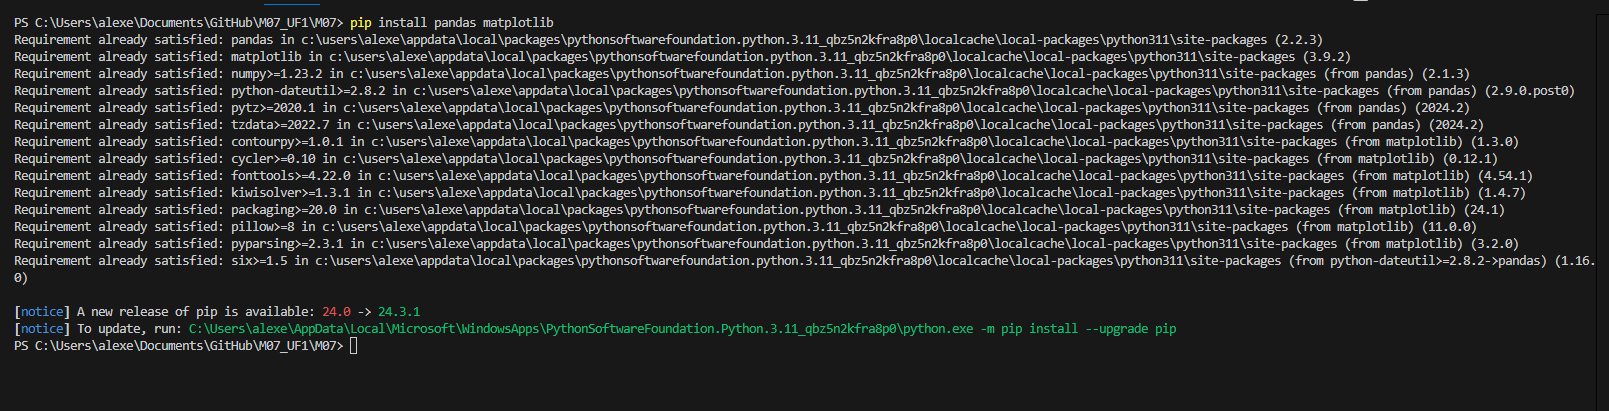 PS C:\Users\alexe\Documents\GitHub\M07_UF1\M07> pip install pandas matplotlib
Requirement already satisfied: pandas in c:\users\alexe\appdata\local\packages\pythonsoftwarefoundation.python.3.11_qbz5n2kfra8p0\localcache\local-packages\python311\site-packages (2.2.3)
Requirement already satisfied: matplotlib in c:\users\alexe\appdata\local\packages\pythonsoftwarefoundation.python.3.11_qbz5n2kfra8p0\localcache\local-packages\python311\site-packages (3.9.2)
Requirement already satisfied: numpy>=1.23.2 in c:\users\alexe\appdata\local\packages\pythonsoftwarefoundation.python.3.11_qbz5n2kfra8p0\localcache\local-packages\python311\site-packages (from pandas) (2.1.3)
Requirement already satisfied: python-dateutil>=2.8.2 in c:\users\alexe\appdata\local\packages\pythonsoftwarefoundation.python.3.11_qbz5n2kfra8p0\localcache\local-packages\python311\site-packages (from pandas) (2.9.0.post0)
Requirement already satisfied: pytz>=2020.1 in c:\users\alexe\appdata\local\packages\pythonsoftwarefoundation.python.3.11_qbz5n2kfra8p0\localcache\local-packages\python311\site-packages (from pandas) (2024.2)
Requirement already satisfied: tzdata>=2022.7 in c:\users\alexe\appdata\local\packages\pythonsoftwarefoundation.python.3.11_qbz5n2kfra8p0\localcache\local-packages\python311\site-packages (from pandas) (2024.2)
Requirement already satisfied: contourpy>=1.0.1 in c:\users\alexe\appdata\local\packages\pythonsoftwarefoundation.python.3.11_qbz5n2kfra8p0\localcache\local-packages\python311\site-packages (from matplotlib) (1.3.0)
Requirement already satisfied: cycler>=0.10 in c:\users\alexe\appdata\local\packages\pythonsoftwarefoundation.python.3.11_qbz5n2kfra8p0\localcache\local-packages\python311\site-packages (from matplotlib) (0.12.1)
Requirement already satisfied: fonttools>=4.22.0 in c:\users\alexe\appdata\local\packages\pythonsoftwarefoundation.python.3.11_qbz5n2kfra8p0\localcache\local-packages\python311\site-packages (from matplotlib) (4.54.1)
Requirement already satisfied: kiwisolver>=1.3.1 in c:\users\alexe\appdata\local\packages\pythonsoftwarefoundation.python.3.11_qbz5n2kfra8p0\localcache\local-packages\python311\site-packages (from matplotlib) (1.4.7)
Requirement already satisfied: packaging>=20.0 in c:\users\alexe\appdata\local\packages\pythonsoftwarefoundation.python.3.11_qbz5n2kfra8p0\localcache\local-packages\python311\site-packages (from matplotlib) (24.1)
Requirement already satisfied: pillow>=8 in c:\users\alexe\appdata\local\packages\pythonsoftwarefoundation.python.3.11_qbz5n2kfra8p0\localcache\local-packages\python311\site-packages (from matplotlib) (11.0.0)
Requirement already satisfied: pyparsing>=2.3.1 in c:\users\alexe\appdata\local\packages\pythonsoftwarefoundation.python.3.11_qbz5n2kfra8p0\localcache\local-packages\python311\site-packages (from matplotlib) (3.2.0)
Requirement already satisfied: six>=1.5 in c:\users\alexe\appdata\local\packages\pythonsoftwarefoundation.python.3.11_qbz5n2kfra8p0\localcache\local-packages\python311\site-packages (from python-dateutil>=2.8.2->pandas) (1.16.
0)
[notice] A new release of pip is available: 24.0 -> 24.3.1
[notice] To update, run: C:\Users\alexe\AppData\Local\Microsoft\WindowsApps\PythonSoftwareFoundation.Python.3.11_qbz5n2kfra8p0\python.exe -m pip install --upgrade pip
PS C:\Users\alexe\Documents\GitHub\M07_UF1\M07>